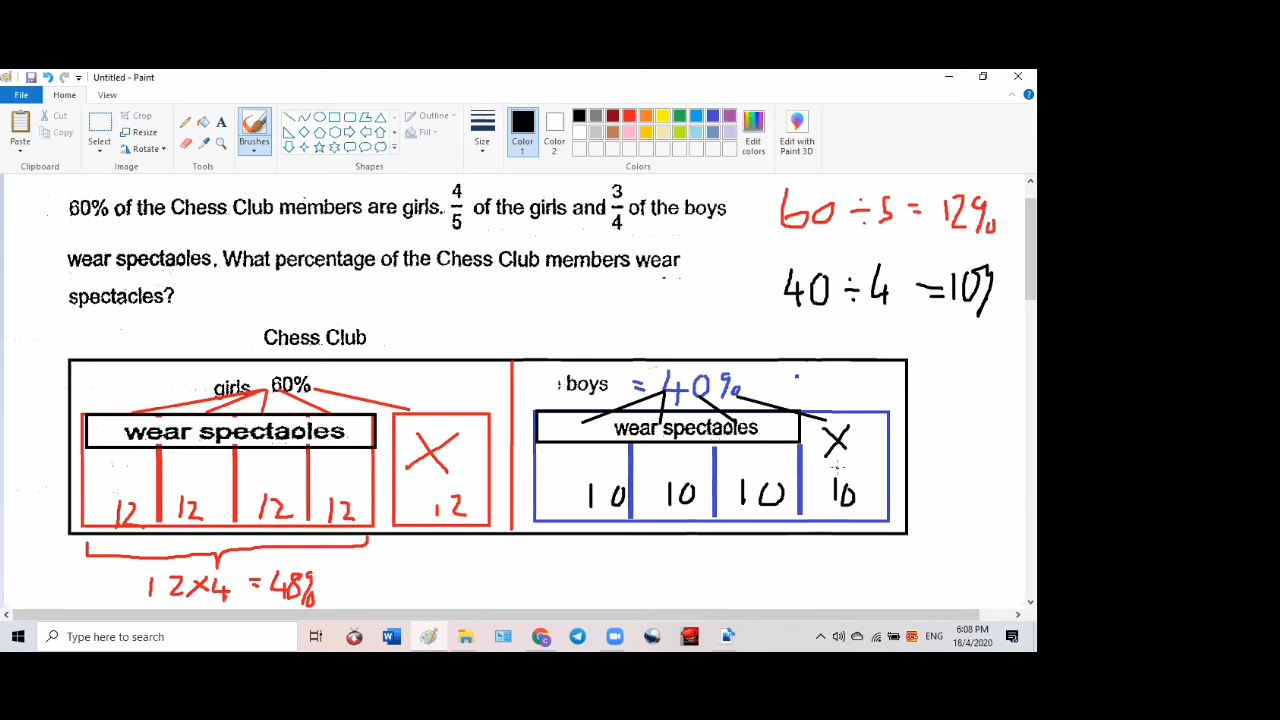 Untitled - Paint
File Home View
Paste
Cut
Copy
Clipboard
Select
Crop
Resize
Rotate
Image
A
Tools
Brushes
Outline
Fill
Shapes
Size
Color 1
Color 2
Edit colors
Colors
Edit with Paint 3D
60% of the Chess Club members are girls. 4/5 of the girls and 3/4 of the boys
wear spectacles. What percentage of the Chess Club members wear
spectacles?
60 ÷ 5 = 12%
40 ÷ 4 = 10%
Chess Club
girls 60%
boys = 40%
wear spectacles
wear spectacles
X
X
12 12 12 12 12
10 10 10 10
12 x 4 = 48%
Type here to search
ENG
6:08 PM
18/4/2020